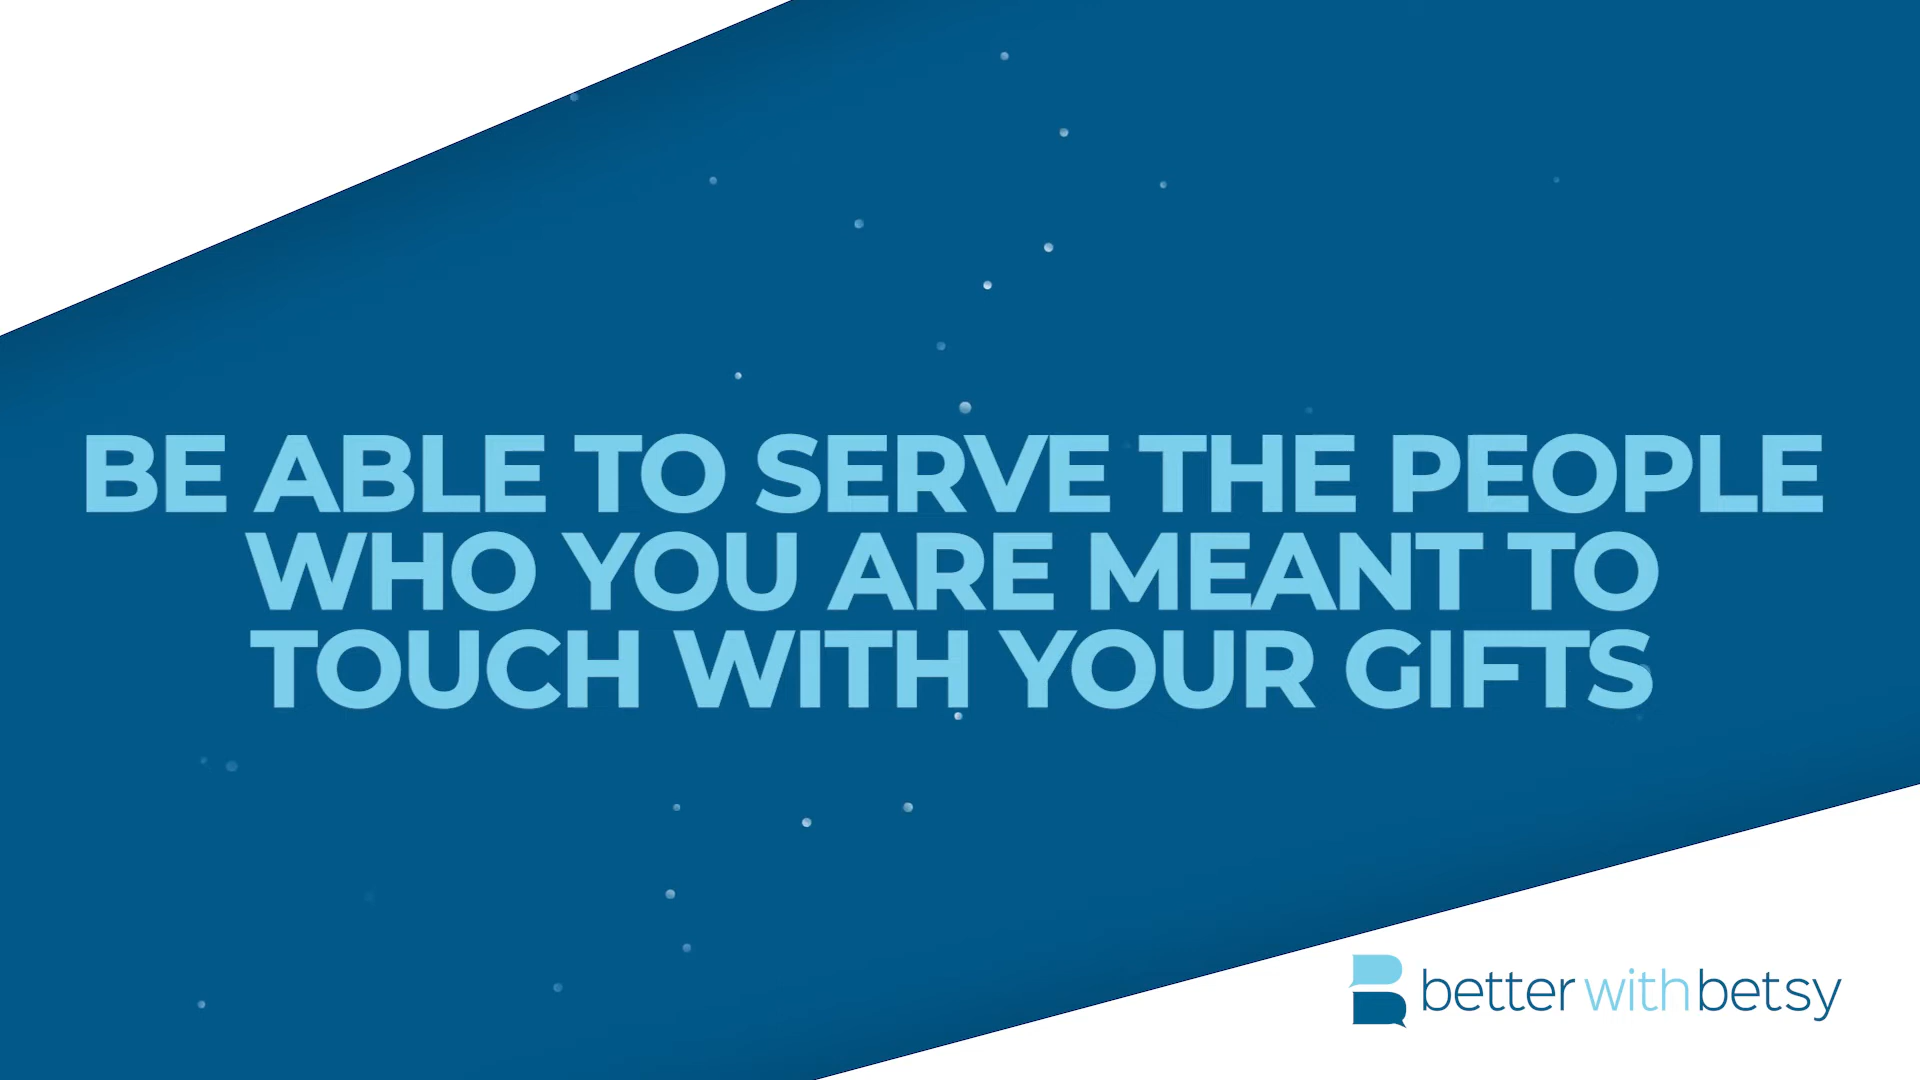 BE ABLE TO SERVE THE PEOPLE
WHO YOU ARE MEANT TO
TOUCH WITH YOUR GIFTS
better with betsy